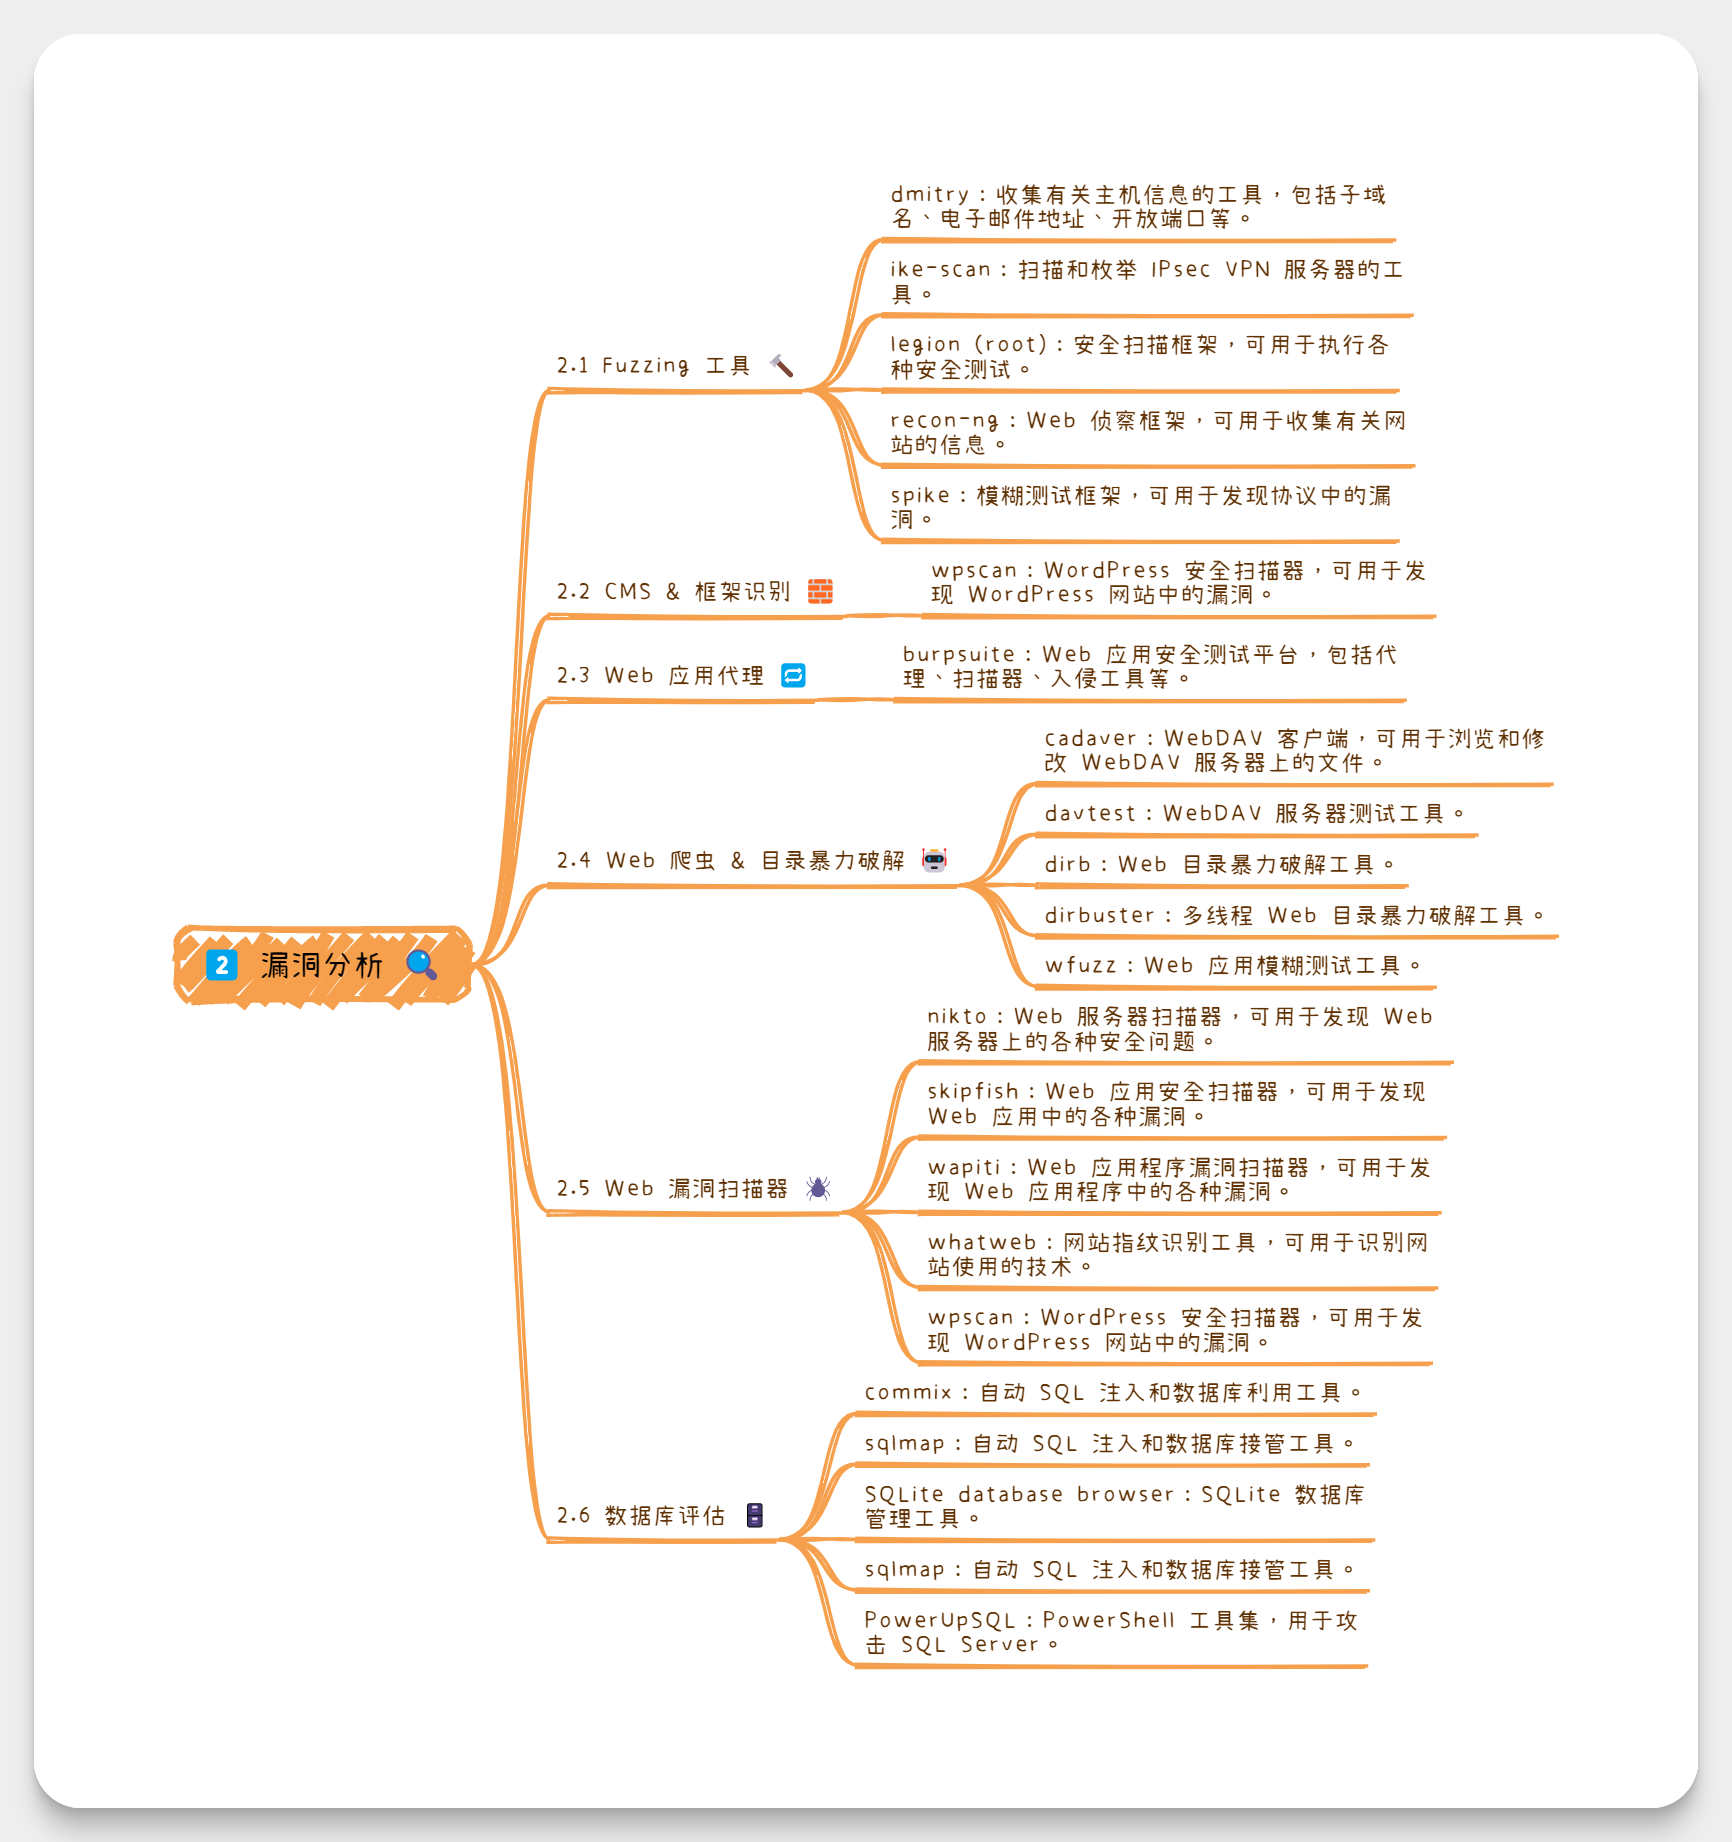 dmitry：收集有关主机信息的工具，包括子域
名、电子邮件地址、开放端口等。
ike-scan：扫描和枚举 IPsec VPN 服务器的工
具。
2.1 Fuzzing 工具
legion (root)：安全扫描框架，可用于执行各
种安全测试。
recon-ng：Web 侦察框架，可用于收集有关网
站的信息。
spike：模糊测试框架，可用于发现协议中的漏
洞。
2.2 CMS & 框架识别
wpscan：WordPress 安全扫描器，可用于发
现 WordPress 网站中的漏洞。
2.3 Web 应用代理
burpsuite：Web 应用安全测试平台，包括代
理、扫描器、入侵工具等。
cadaver：WebDAV 客户端，可用于浏览和修
改 WebDAV 服务器上的文件。
davtest：WebDAV 服务器测试工具。
2.4 Web 爬虫 & 目录暴力破解
dirb：Web 目录暴力破解工具。
dirbuster：多线程 Web 目录暴力破解工具。
wfuzz：Web 应用模糊测试工具。
2 漏洞分析
nikto：Web 服务器扫描器，可用于发现 Web
服务器上的各种安全问题。
skipfish：Web 应用安全扫描器，可用于发现
Web 应用中的各种漏洞。
2.5 Web 漏洞扫描器
wapiti：Web 应用程序漏洞扫描器，可用于发
现 Web 应用程序中的各种漏洞。
whatweb：网站指纹识别工具，可用于识别网
站使用的技术。
wpscan：WordPress 安全扫描器，可用于发
现 WordPress 网站中的漏洞。
commix：自动 SQL 注入和数据库利用工具。
sqlmap：自动 SQL 注入和数据库接管工具。
2.6 数据库评估
SQLite database browser：SQLite 数据库
管理工具。
sqlmap：自动 SQL 注入和数据库接管工具。
PowerUpSQL：PowerShell 工具集，用于攻
击 SQL Server。